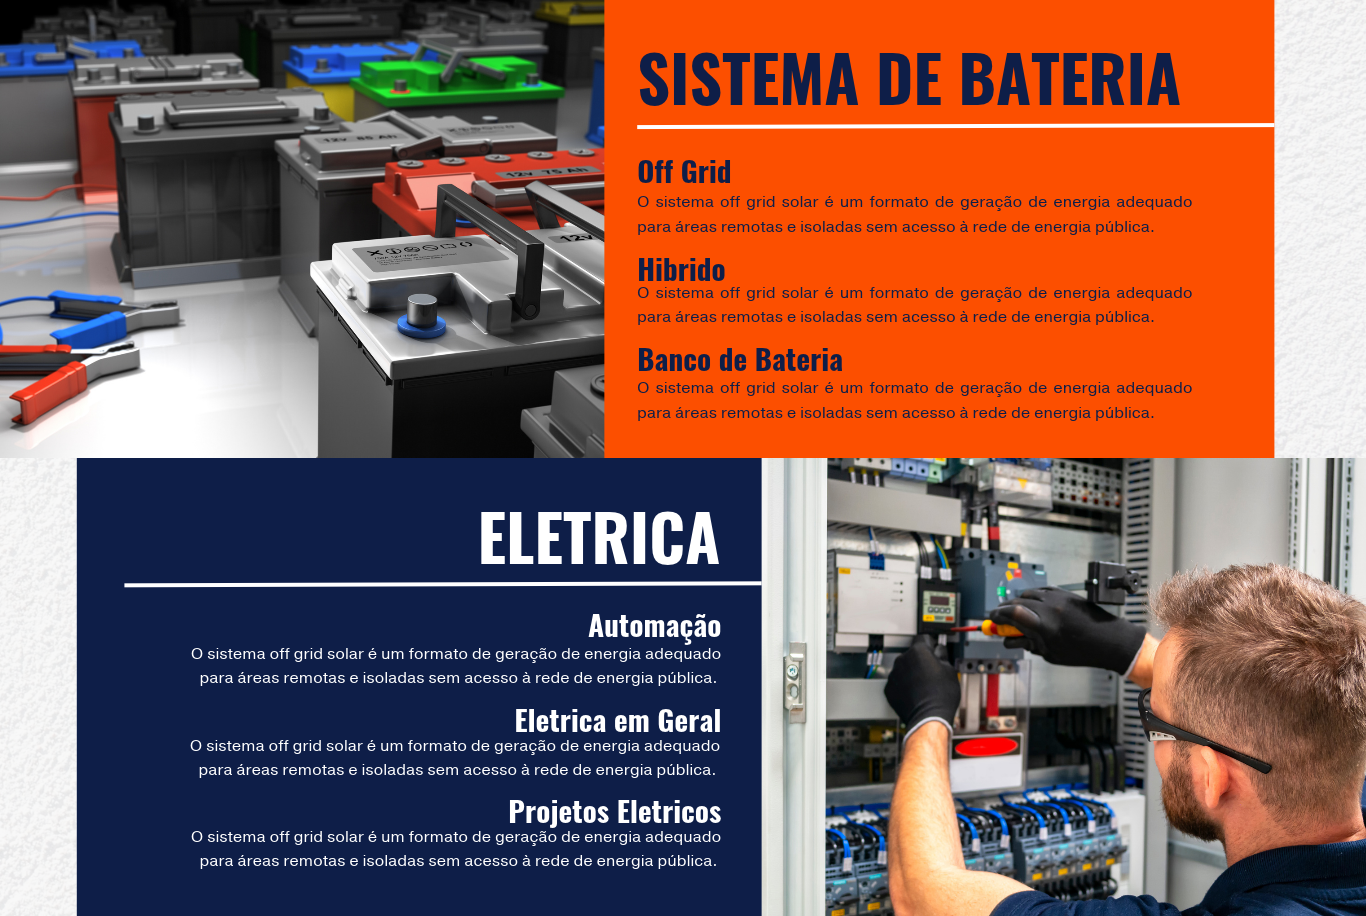 SISTEMA DE BATERIA
Off Grid
O sistema off grid solar é um formato de geração de energia adequado
para áreas remotas e isoladas sem acesso à rede de energia pública.
Hibrido
O sistema off grid solar é um formato de geração de energia adequado
para áreas remotas e isoladas sem acesso à rede de energia pública.
Banco de Bateria
O sistema off grid solar é um formato de geração de energia adequado
para áreas remotas e isoladas sem acesso à rede de energia pública.
12v 85 Ah
12v 75 Ah
12v
ELETRICA
Automação
O sistema off grid solar é um formato de geração de energia adequado
para áreas remotas e isoladas sem acesso à rede de energia pública.
Eletrica em Geral
O sistema off grid solar é um formato de geração de energia adequado
para áreas remotas e isoladas sem acesso à rede de energia pública.
Projetos Eletricos
O sistema off grid solar é um formato de geração de energia adequado
para áreas remotas e isoladas sem acesso à rede de energia pública.